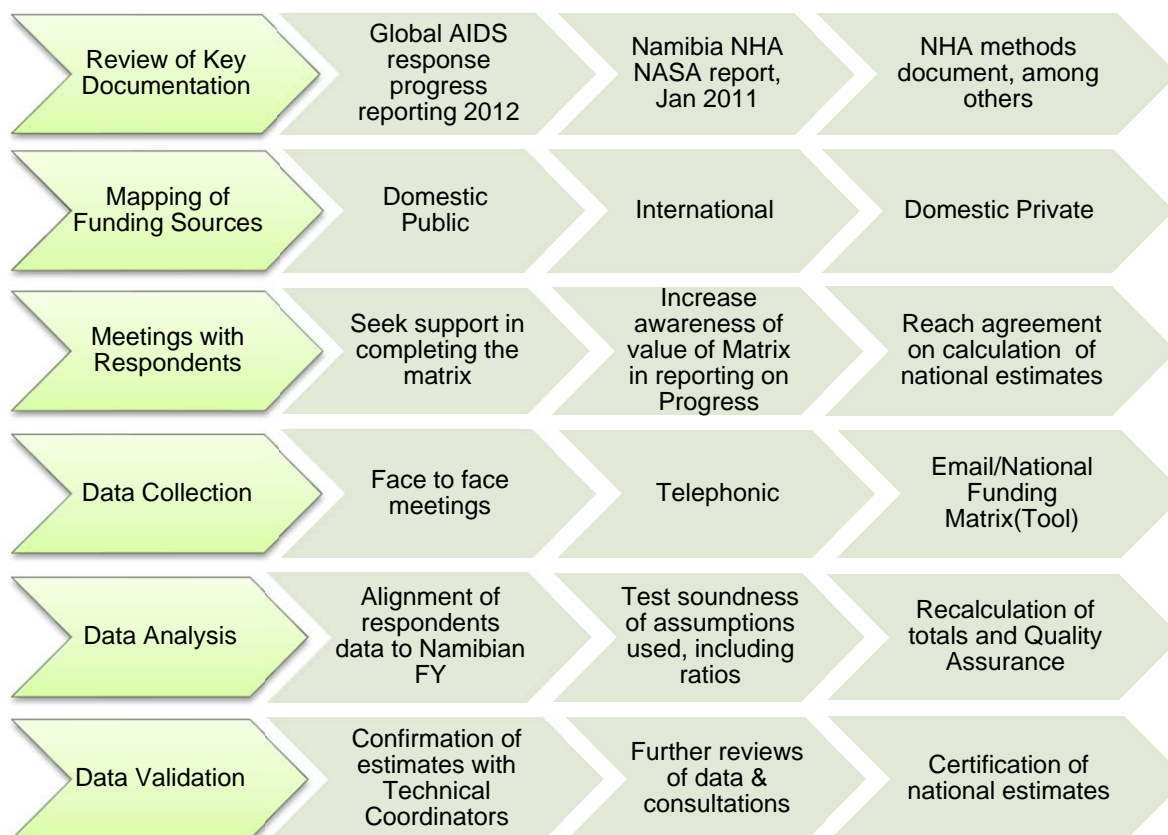 Review of Key
Documentation
Global AIDS
response
progress
reporting 2012
Namibia NHA
NASA report,
Jan 2011
NHA methods
document, among
others
Mapping of
Funding Sources
Domestic
Public
International
Domestic Private
Meetings with
Respondents
Seek support in
completing the
matrix
Increase
awareness of
value of Matrix
in reporting on
Progress
Reach agreement
on calculation of
national estimates
Data Collection
Face to face
meetings
Telephonic
Email/National
Funding
Matrix(Tool)
Data Analysis
Alignment of
respondents
data to Namibian
FY
Test soundness
of assumptions
used, including
ratios
Recalculation of
totals and Quality
Assurance
Data Validation
Confirmation of
estimates with
Technical
Coordinators
Further reviews
of data &
consultations
Certification of
national estimates